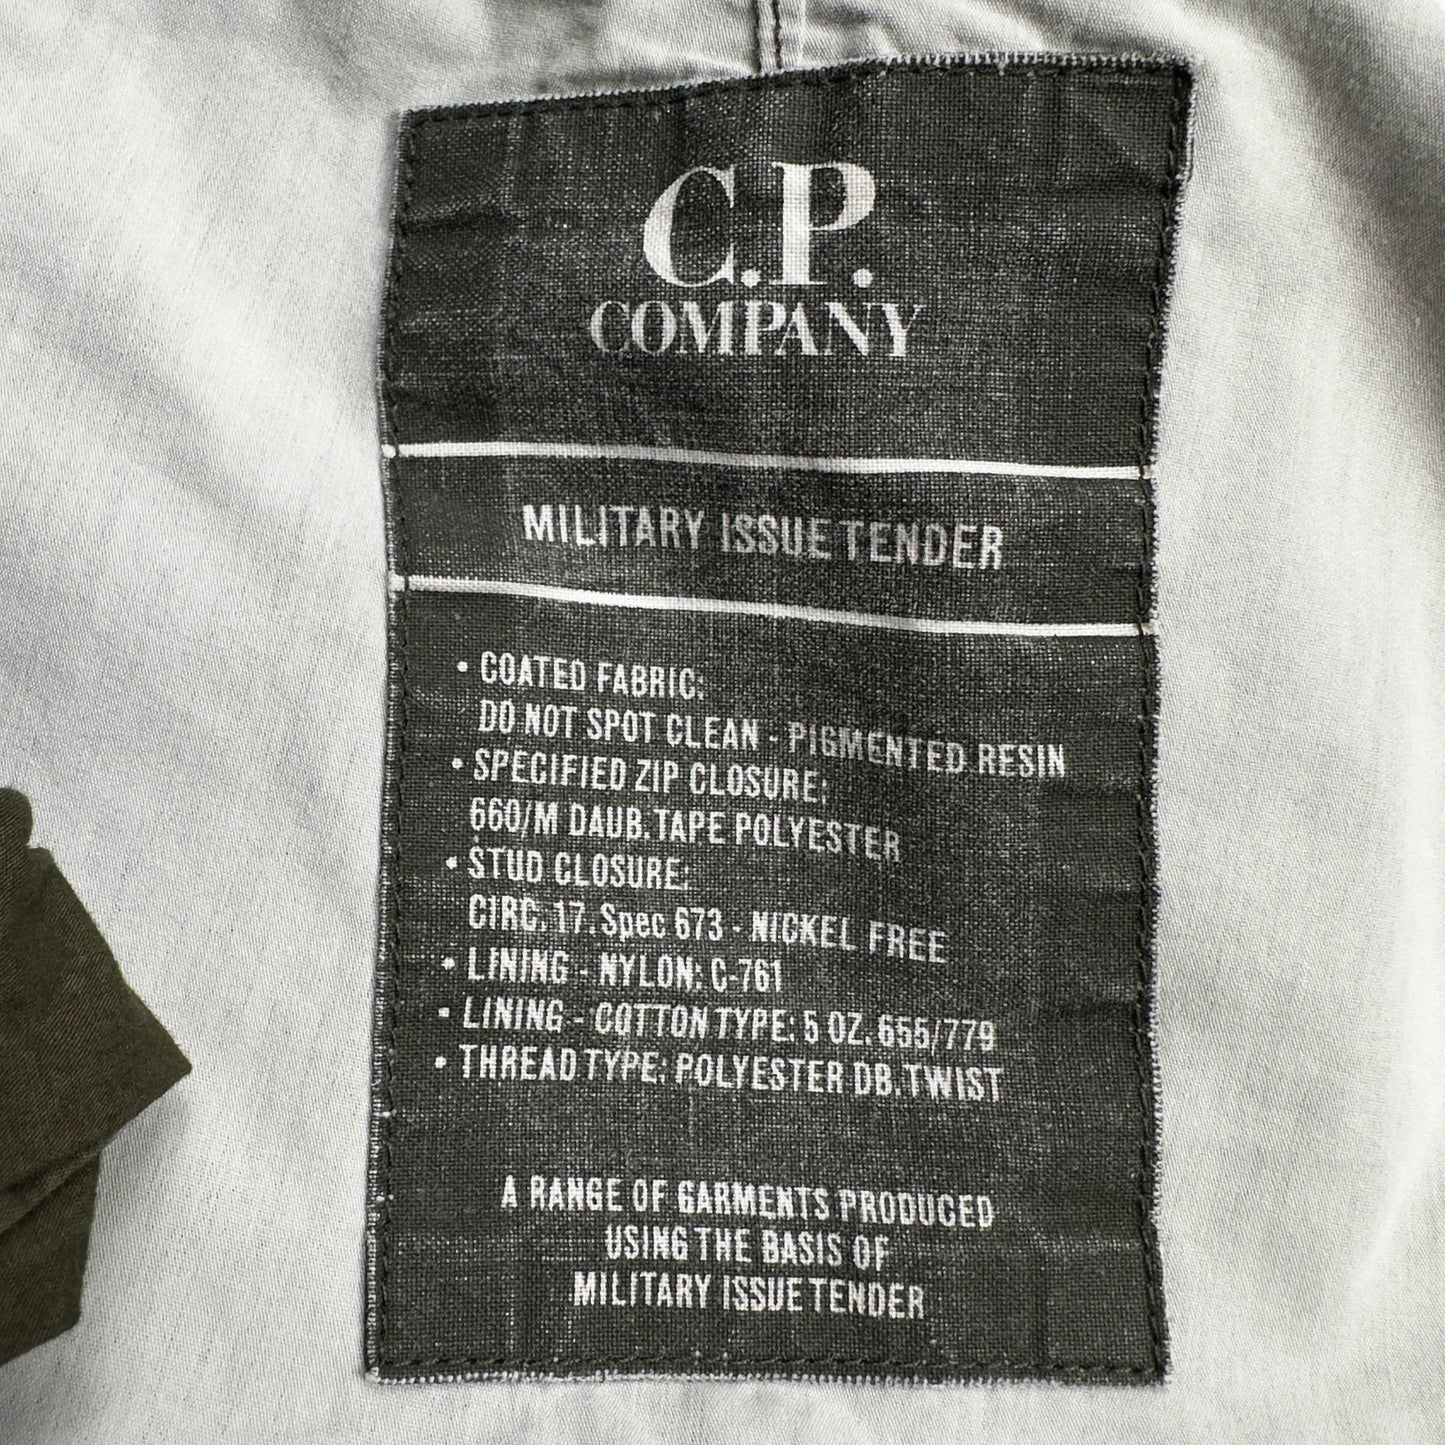 C.P.
COMPANY
MILITARY ISSUE TENDER
• COATED FABRIC:
DO NOT SPOT CLEAN - PIGMENTED RESIN
• SPECIFIED ZIP CLOSURE:
660/M DAUB. TAPE POLYESTER
• STUD CLOSURE:
CIRC. 17. Spec 673 - NICKEL FREE
• LINING - NYLON: C-761
• LINING - COTTON TYPE: 5 OZ. 655/779
• THREAD TYPE: POLYESTER DB. TWIST
A RANGE OF GARMENTS PRODUCED
USING THE BASIS OF
MILITARY ISSUE TENDER